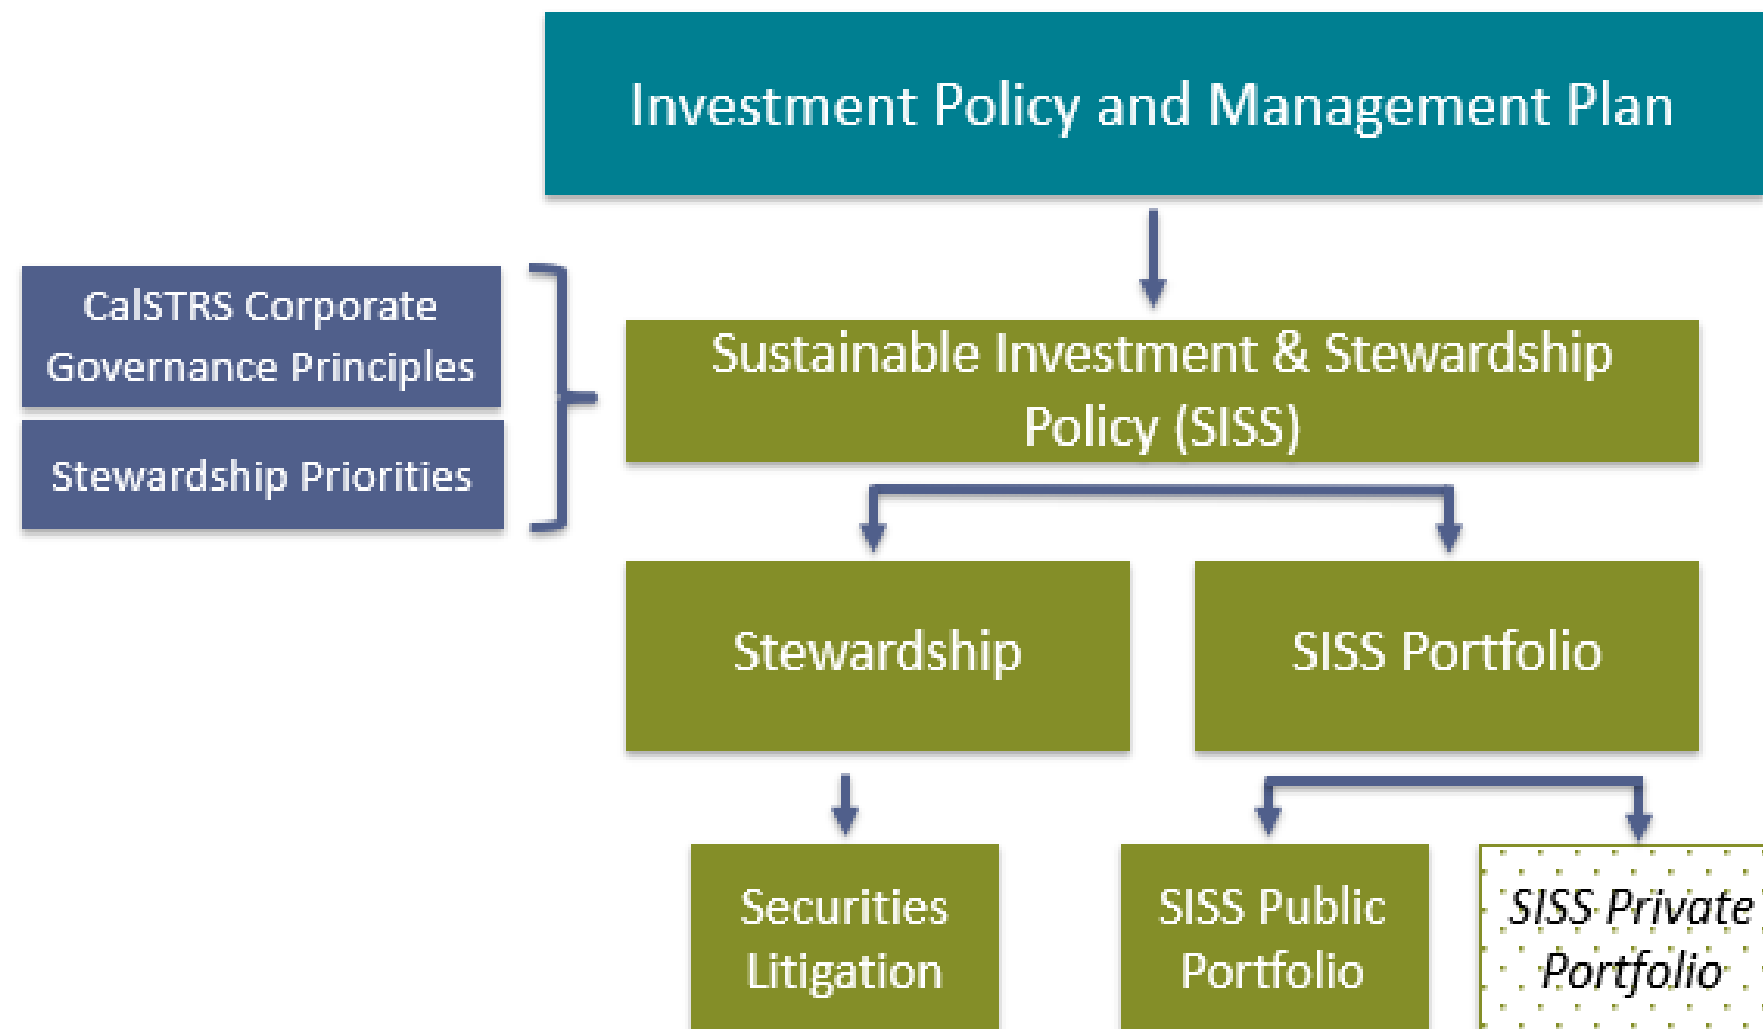 Investment Policy and Management Plan
CalSTRS Corporate
Governance Principles
Stewardship Priorities
Sustainable Investment & Stewardship
Policy (SISS)
Stewardship
SISS Portfolio
Securities
Litigation
SISS Public
Portfolio
SISS Private
Portfolio